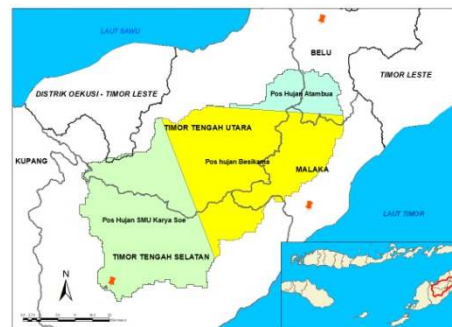 LAUT SAWU
BELU
TIMOR LESTE
DISTRIK OEKUSI - TIMOR LESTE
Pos Hujan Atambua
TIMOR TENGAH UTARA
KUPANG
Pos hujan Besikama
MALAKA
Pos Hujan SMU Karya Soe
LAUT TIMOR
TIMOR TENGAH SELATAN
N